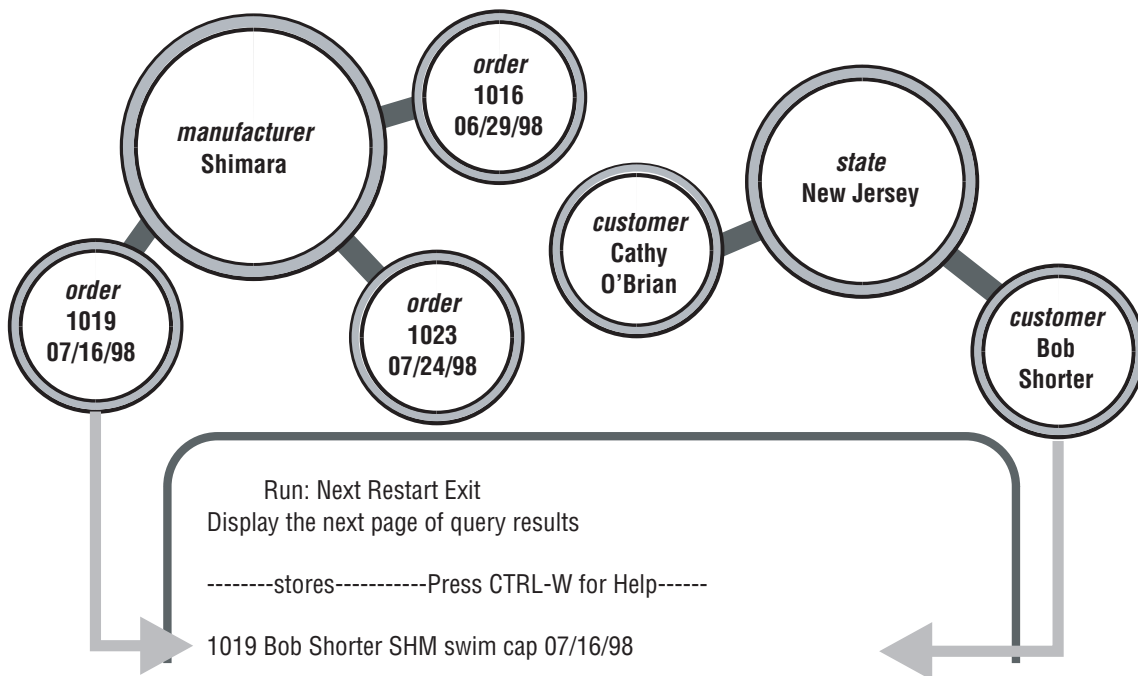 manufacturer
Shimara
order
1016
06/29/98
order
1019
07/16/98
order
1023
07/24/98
state
New Jersey
customer
Cathy
O’Brian
customer
Bob
Shorter
Run: Next Restart Exit
Display the next page of query results
--------stores-----------Press CTRL-W for Help------
1019 Bob Shorter SHM swim cap 07/16/98